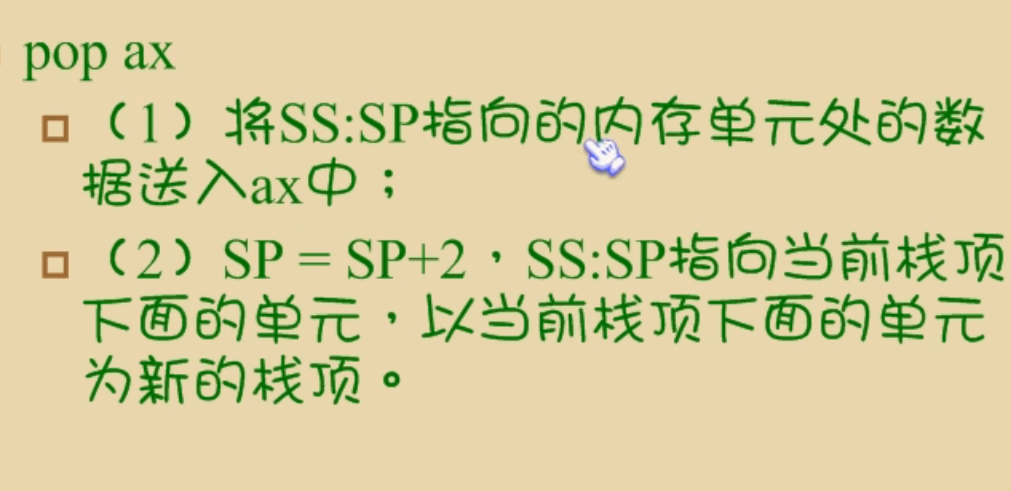 pop ax
（1）将SS:SP指向的内存单元处的数
据送入ax中；
（2）SP = SP+2，SS:SP指向当前栈顶
下面的单元，以当前栈顶下面的单元
为新的栈顶。